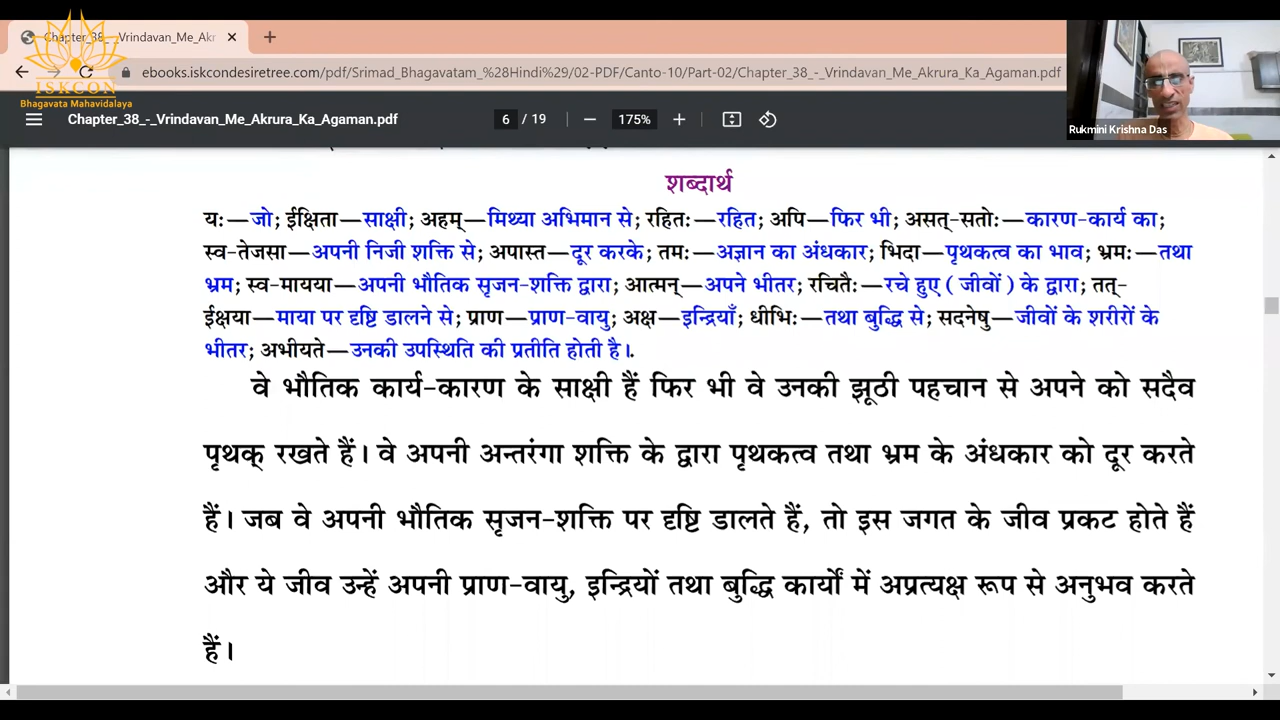 Chapter_38_-_Vrindavan_Me_Akr
ISKCON
Bhagavata Mahavidalaya
ebooks.iskcondesiretree.com/pdf/Srimad_Bhagavatam_%28Hindi%29/02-PDF/Canto-10/Part-02/Chapter_38_-_Vrindavan_Me_Akrura_Ka_Agaman.pdf
Chapter_38_-_Vrindavan_Me_Akrura_Ka_Agaman.pdf
6 / 19
175%
Rukmini Krishna Das
शब्दार्थ
यः—जो; ईक्षिता—साक्षी; अहम्—मिथ्या अभिमान से; रहितः—रहित; अपि—फिर भी; असत्-सतोः—कारण-कार्य का;
स्व-तेजसा—अपनी निजी शक्ति से; अपास्त—दूर करके; तमः—अज्ञान का अंधकार; भिदा—पृथकत्व का भाव; भ्रमः—तथा
भ्रम; स्व-मायया—अपनी भौतिक सृजन-शक्ति द्वारा; आत्मन्—अपने भीतर; रचितैः—रचे हुए ( जीवों ) के द्वारा; तत्-
ईक्षया—माया पर दृष्टि डालने से; प्राण—प्राण-वायु; अक्ष—इन्द्रियाँ; धीभिः—तथा बुद्धि से; सदनेषु—जीवों के शरीरों के
भीतर; अभीयते—उनकी उपस्थिति की प्रतीति होती है।.
वे भौतिक कार्य-कारण के साक्षी हैं फिर भी वे उनकी झूठी पहचान से अपने को सदैव
पृथक् रखते हैं। वे अपनी अन्तरंगा शक्ति के द्वारा पृथकत्व तथा भ्रम के अंधकार को दूर करते
हैं। जब वे अपनी भौतिक सृजन-शक्ति पर दृष्टि डालते हैं, तो इस जगत के जीव प्रकट होते हैं
और ये जीव उन्हें अपनी प्राण-वायु, इन्द्रियों तथा बुद्धि कार्यों में अप्रत्यक्ष रूप से अनुभव करते
हैं।